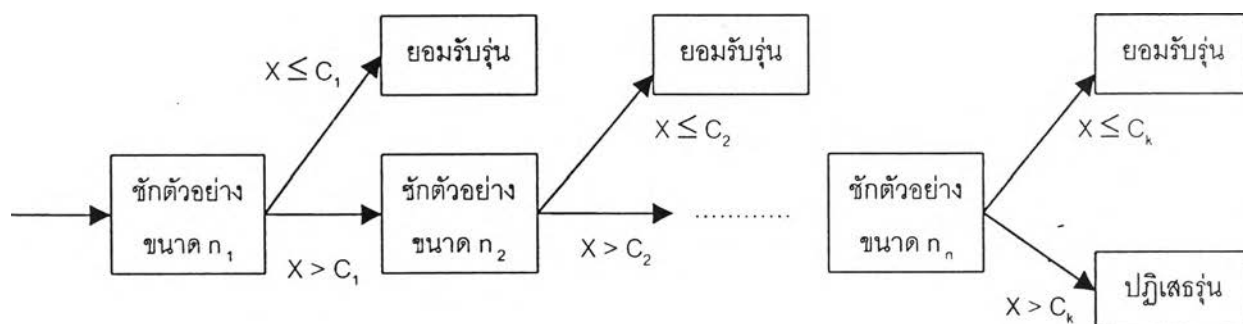 ยอมรับรุ่น
ยอมรับรุ่น
ยอมรับรุ่น
X ≤ C₁
X ≤ C₂
X ≤ Cₖ
ชักตัวอย่าง
ขนาด n₁
ชักตัวอย่าง
ขนาด n₂
..............
ชักตัวอย่าง
ขนาด nₙ
X > C₁
X > C₂
X > Cₖ
ปฏิเสธรุ่น